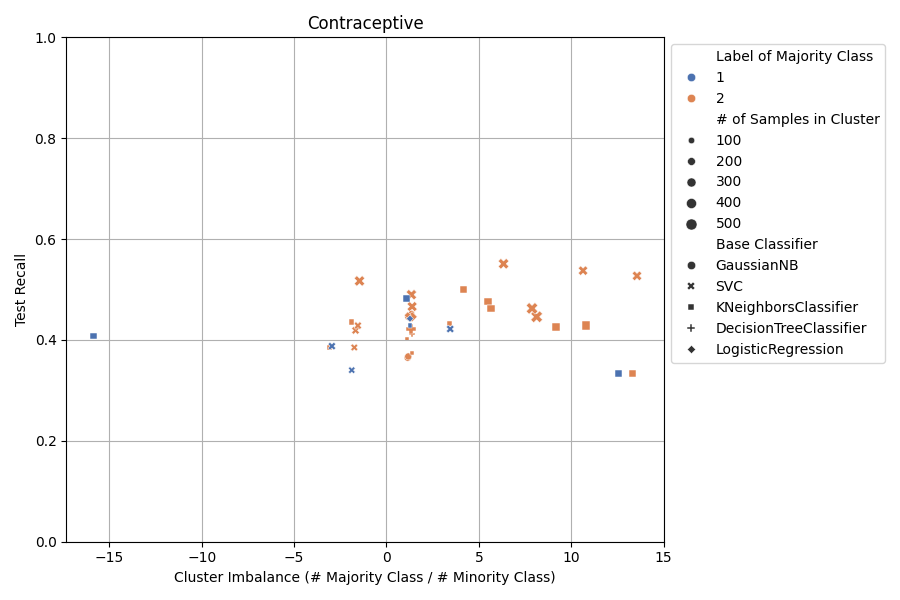 Contraceptive
1.0
0.8
0.6
0.4
0.2
0.0
Test Recall
−15
−10
−5
0
5
10
15
Cluster Imbalance (# Majority Class / # Minority Class)
Label of Majority Class
1
2
# of Samples in Cluster
100
200
300
400
500
Base Classifier
GaussianNB
SVC
KNeighborsClassifier
DecisionTreeClassifier
LogisticRegression